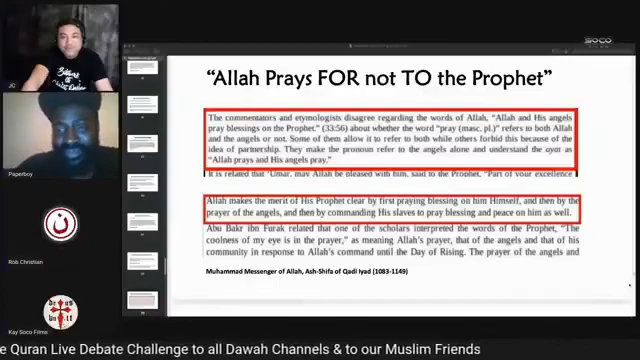 soco
"Allah Prays FOR not TO the Prophet"
The commentators and etymologists disagree regarding the words of Allah, "Allah and His angels
pray blessings on the Prophet." (33:56) about whether the word "pray (masc. pl.)" refers to both Allah
and the angels or not. Some of them allow it to refer to both while others forbid this because of the
idea of partnership. They make the pronoun refer to the angels alone and understand the ayat as
"Allah prays and His angels pray."
It is related that 'Umar, may Allah be pleased with him, said to the Prophet, "Part of your excellence
Allah makes the merit of His Prophet clear by first praying blessing on him Himself, and then by the
prayer of the angels, and then by commanding His slaves to pray blessing and peace on him as well.
Abu Bakr ibn Furak related that one of the scholars interpreted the words of the Prophet, "The
coolness of my eye is in the prayer," as meaning Allah's prayer, that of the angels and that of his
community in response to Allah's command until the Day of Rising. The prayer of the angels and
Muhammad Messenger of Allah, Ash-Shifa of Qadi Iyad (1083-1149)
JC
Paperboy
ن
Rob Christian
Kay Soco Films
e Quran Live Debate Challenge to all Dawah Channels & to our Muslim Friends